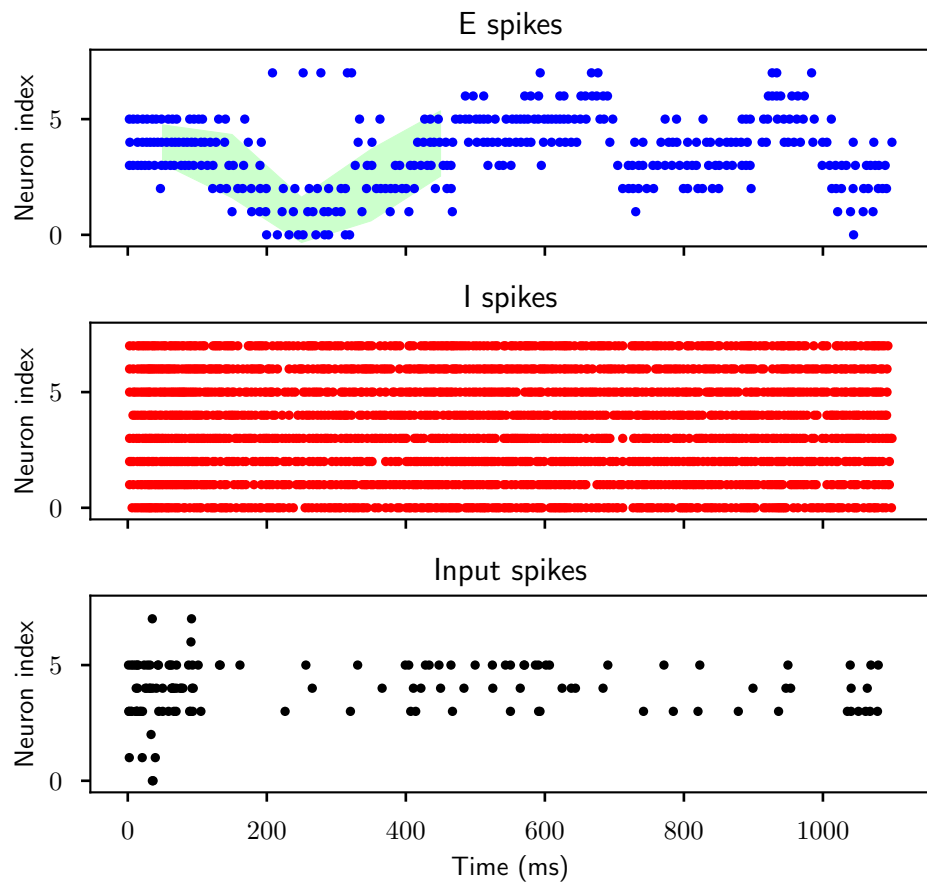 E spikes
Neuron index
5
0
I spikes
Neuron index
5
0
Input spikes
Neuron index
5
0
0 200 400 600 800 1000
Time (ms)